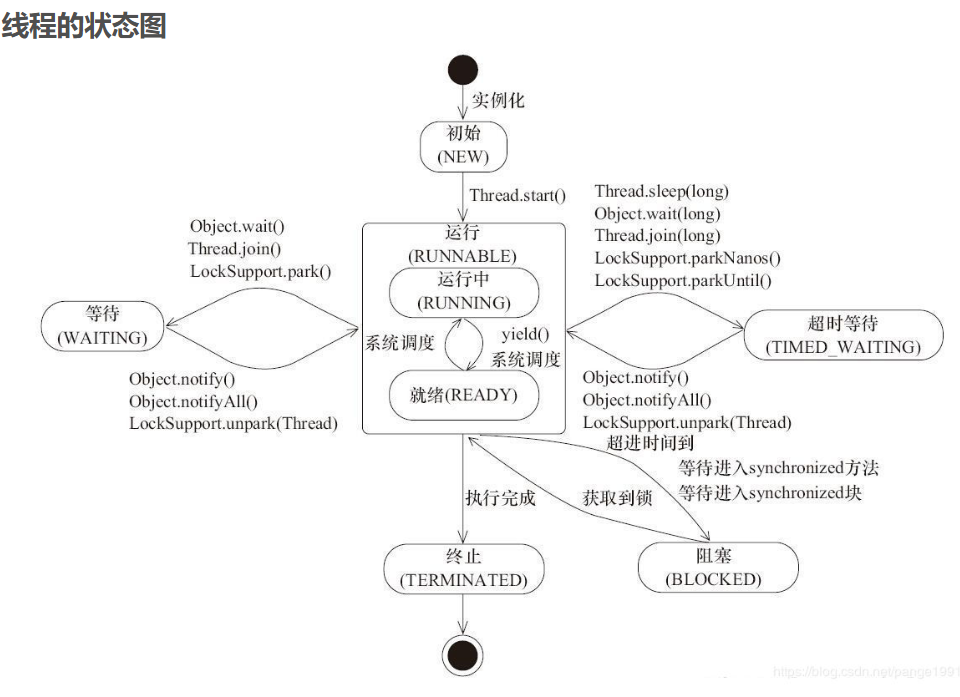 线程的状态图
实例化
初始
(NEW)
Thread.start()
Object.wait()
Thread.join()
LockSupport.park()
Thread.sleep(long)
Object.wait(long)
Thread.join(long)
LockSupport.parkNanos()
LockSupport.parkUntil()
运行
(RUNNABLE)
运行中
(RUNNING)
系统调度
yield()
系统调度
就绪(READY)
等待
(WAITING)
超时等待
(TIMED_WAITING)
Object.notify()
Object.notifyAll()
LockSupport.unpark(Thread)
Object.notify()
Object.notifyAll()
LockSupport.unpark(Thread)
超进时间到
等待进入synchronized方法
等待进入synchronized块
执行完成
获取到锁
终止
(TERMINATED)
阻塞
(BLOCKED)
https://blog.csdn.net/pange1991